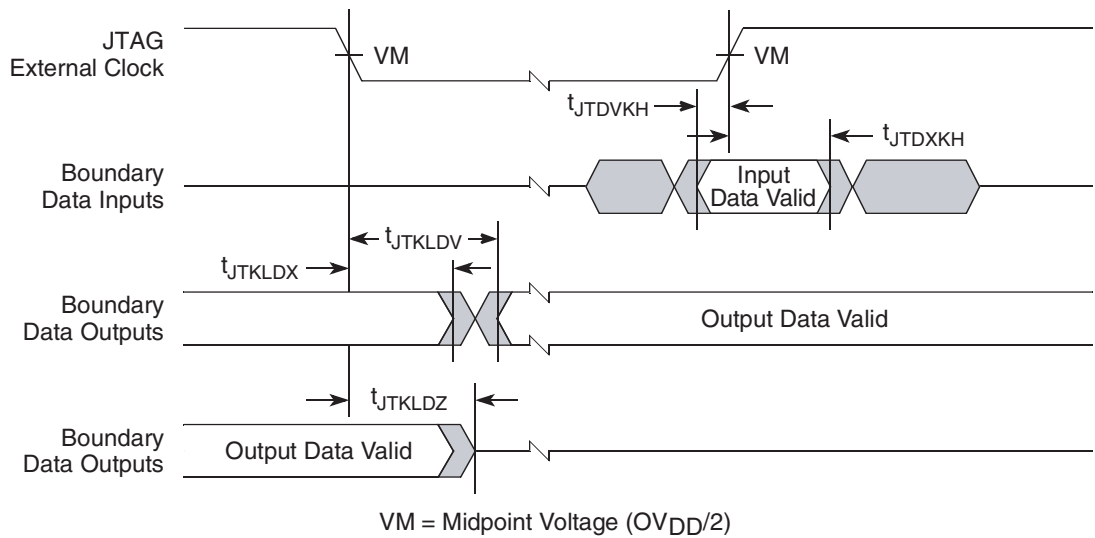 JTAG
External Clock
VM
VM
tJTDVKH
tJTDXKH
Boundary
Data Inputs
Input
Data Valid
tJTKLDV
tJTKLDX
Boundary
Data Outputs
Output Data Valid
tJTKLDZ
Boundary
Data Outputs
Output Data Valid
VM = Midpoint Voltage (OVDD/2)